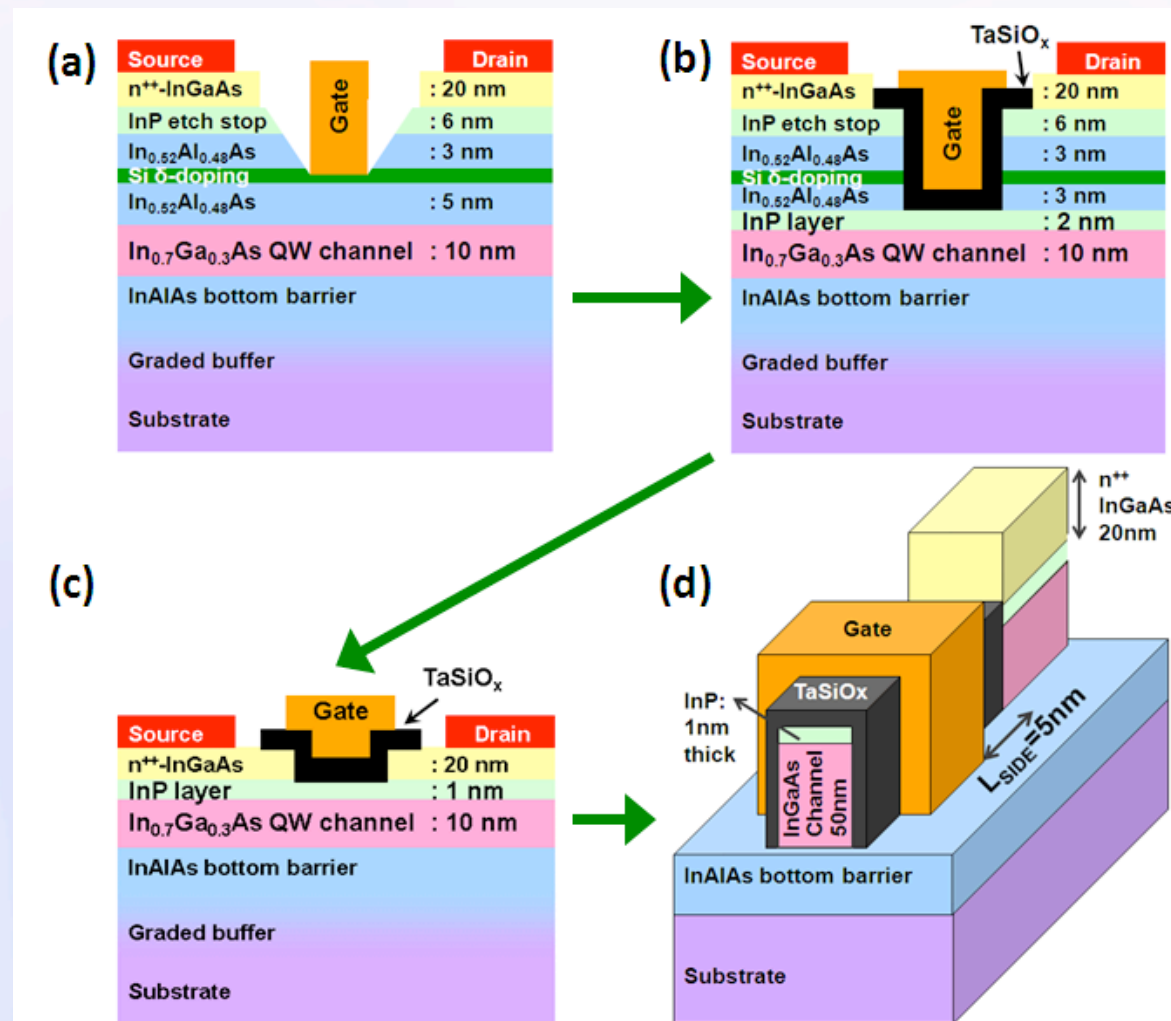 (a)
Source
Drain
n⁺⁺-InGaAs : 20 nm
InP etch stop : 6 nm
In₀.₅₂Al₀.₄₈As : 3 nm
Si δ-doping
In₀.₅₂Al₀.₄₈As : 5 nm
In₀.₇Ga₀.₃As QW channel : 10 nm
InAlAs bottom barrier
Graded buffer
Substrate
Gate
(b)
TaSiOₓ
Source
Drain
n⁺⁺-InGaAs : 20 nm
InP etch stop : 6 nm
In₀.₅₂Al₀.₄₈As : 3 nm
Si δ-doping
In₀.₅₂Al₀.₄₈As : 3 nm
InP layer : 2 nm
In₀.₇Ga₀.₃As QW channel : 10 nm
InAlAs bottom barrier
Graded buffer
Substrate
Gate
(c)
TaSiOₓ
Gate
Source
Drain
n⁺⁺-InGaAs : 20 nm
InP layer : 1 nm
In₀.₇Ga₀.₃As QW channel : 10 nm
InAlAs bottom barrier
Graded buffer
Substrate
(d)
n⁺⁺
InGaAs
20nm
Gate
TaSiOx
InP:
1nm
thick
InGaAs
Channel
50nm
L_SIDE=5nm
InAlAs bottom barrier
Substrate